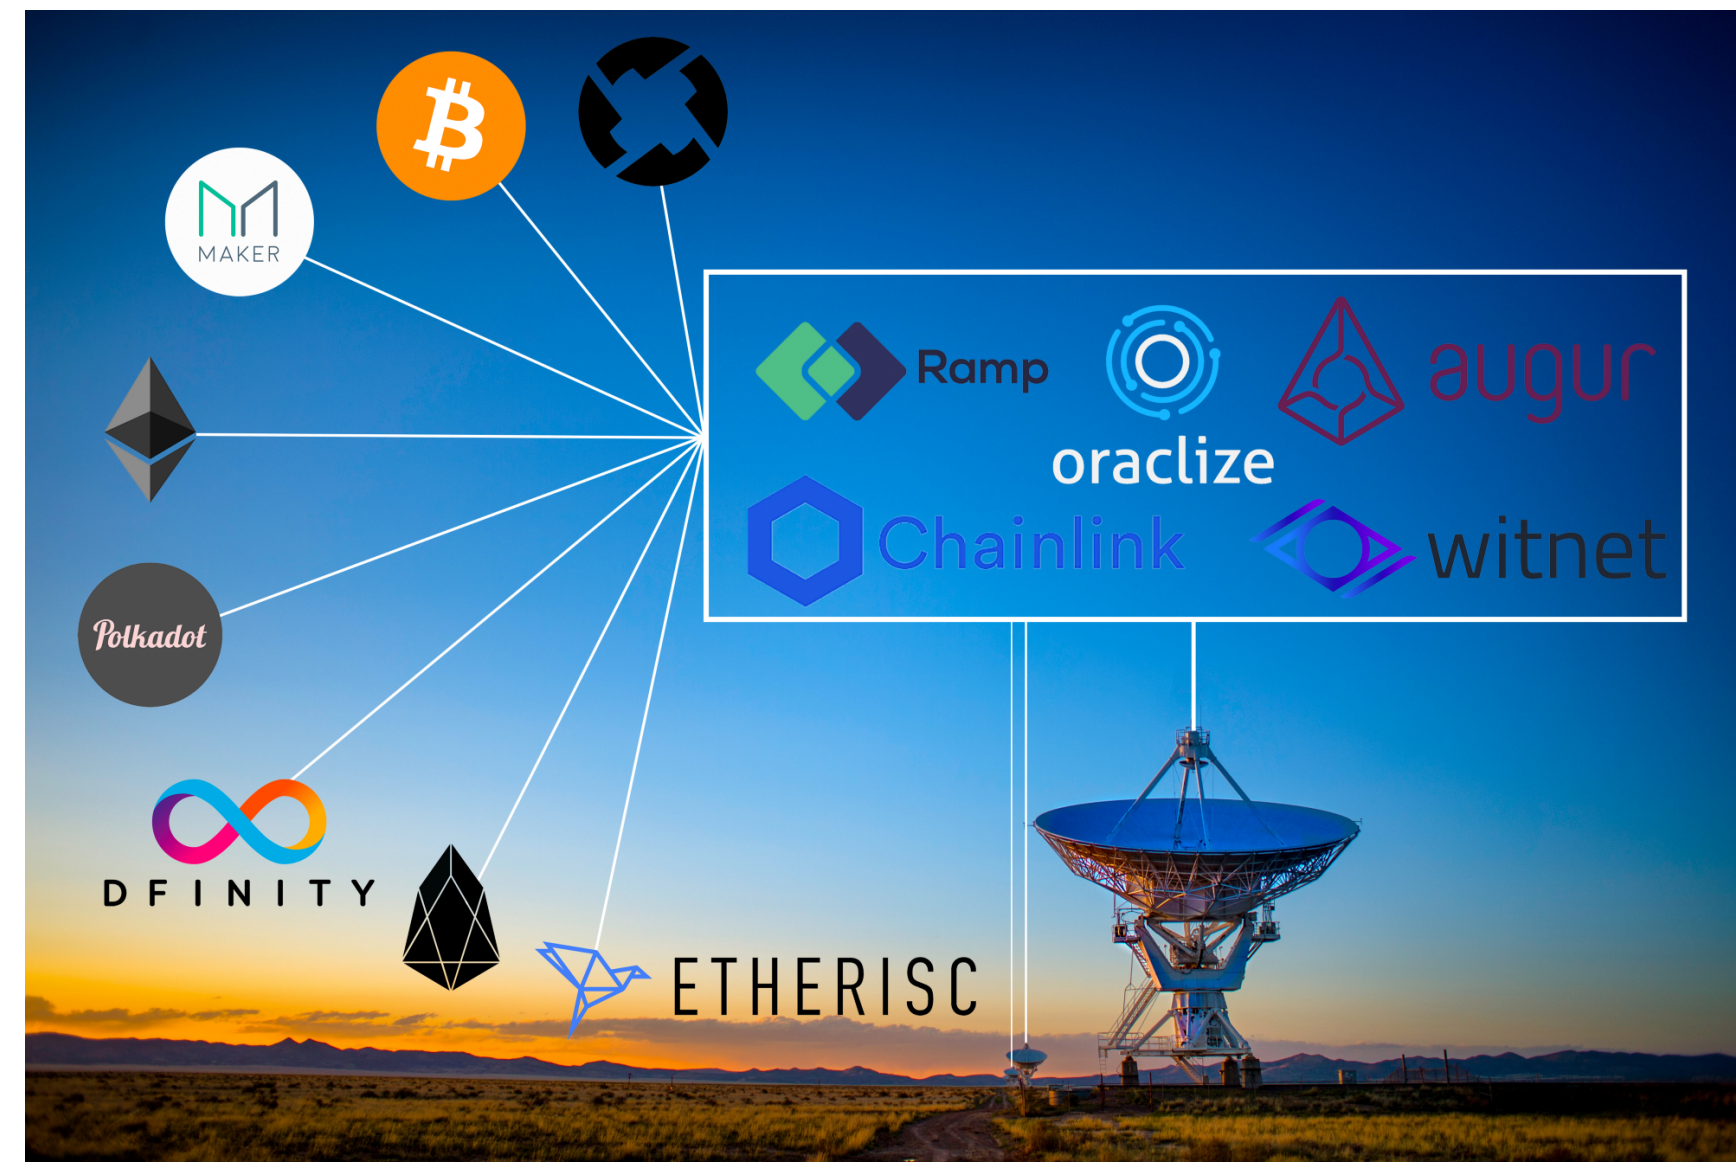 MAKER
Ramp
oraclize
augur
Chainlink
witnet
Polkadot
DFINITY
ETHERISC